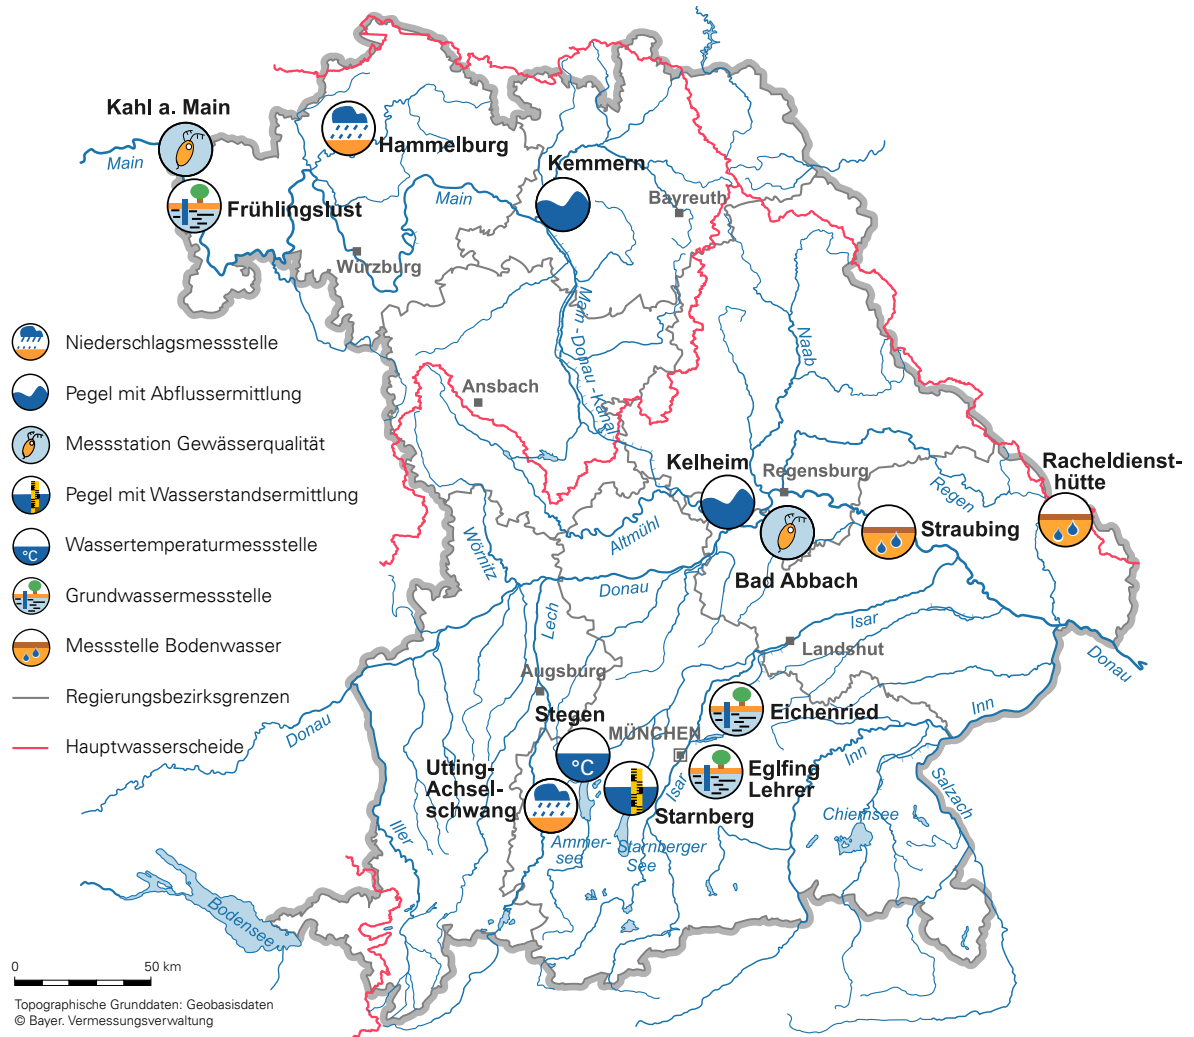 Kahl a. Main
Main
Hammelburg
Frühlingslust
Kemmern
Main
Bayreuth
Würzburg
Niederschlagsmessstelle
Pegel mit Abflussermittlung
Messstation Gewässerqualität
Pegel mit Wasserstandsermittlung
°C
Wassertemperaturmessstelle
Grundwassermessstelle
Messstelle Bodenwasser
Regierungsbezirksgrenzen
Hauptwasserscheide
Main - Donau - Kanal
Naab
Ansbach
Kelheim
Regensburg
Regen
Racheldienst-
hütte
Straubing
Altmühl
Wörnitz
Bad Abbach
Donau
Lech
Isar
Landshut
Donau
Augsburg
Stegen
Eichenried
Inn
Donau
MÜNCHEN
Inn
°C
Utting-
Achsel-
schwang
Isar
Eglfing
Lehrer
Salzach
Starnberg
Chiemsee
Iller
Ammer-
see
Starnberger
See
Bodensee
0
50 km
Topographische Grunddaten: Geobasisdaten
© Bayer. Vermessungsverwaltung